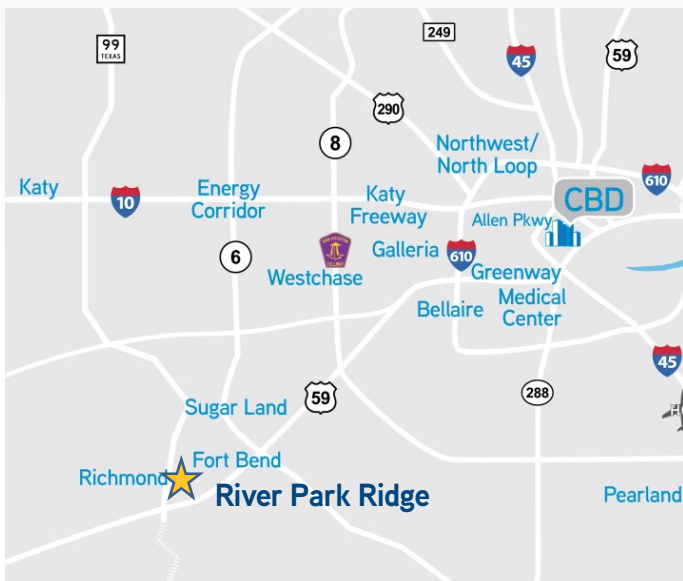 249
99
TEXAS
45
59
290
8
Northwest/
North Loop
610
Katy
10
Energy
Corridor
Katy
Freeway
CBD
Allen Pkwy
6
Westchase
Galleria
610
Greenway
Bellaire
Medical
Center
45
288
59
Sugar Land
H
Fort Bend
Richmond
River Park Ridge
Pearland